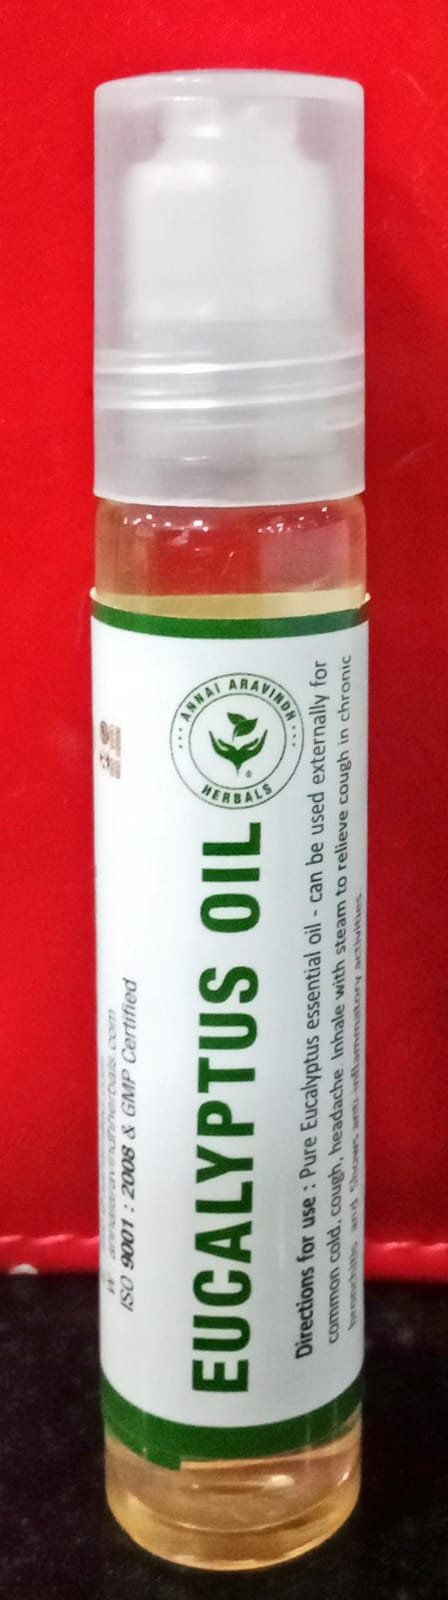 ANNAI ARAVINDH
HERBALS
®
EUCALYPTUS OIL
Directions for use : Pure Eucalyptus essential oil - can be used externally for
common cold, cough, headache. Inhale with steam to relieve cough in chronic
bronchitis and Shows anti-inflammatory activities.
ISO 9001 : 2008 & GMP Certified